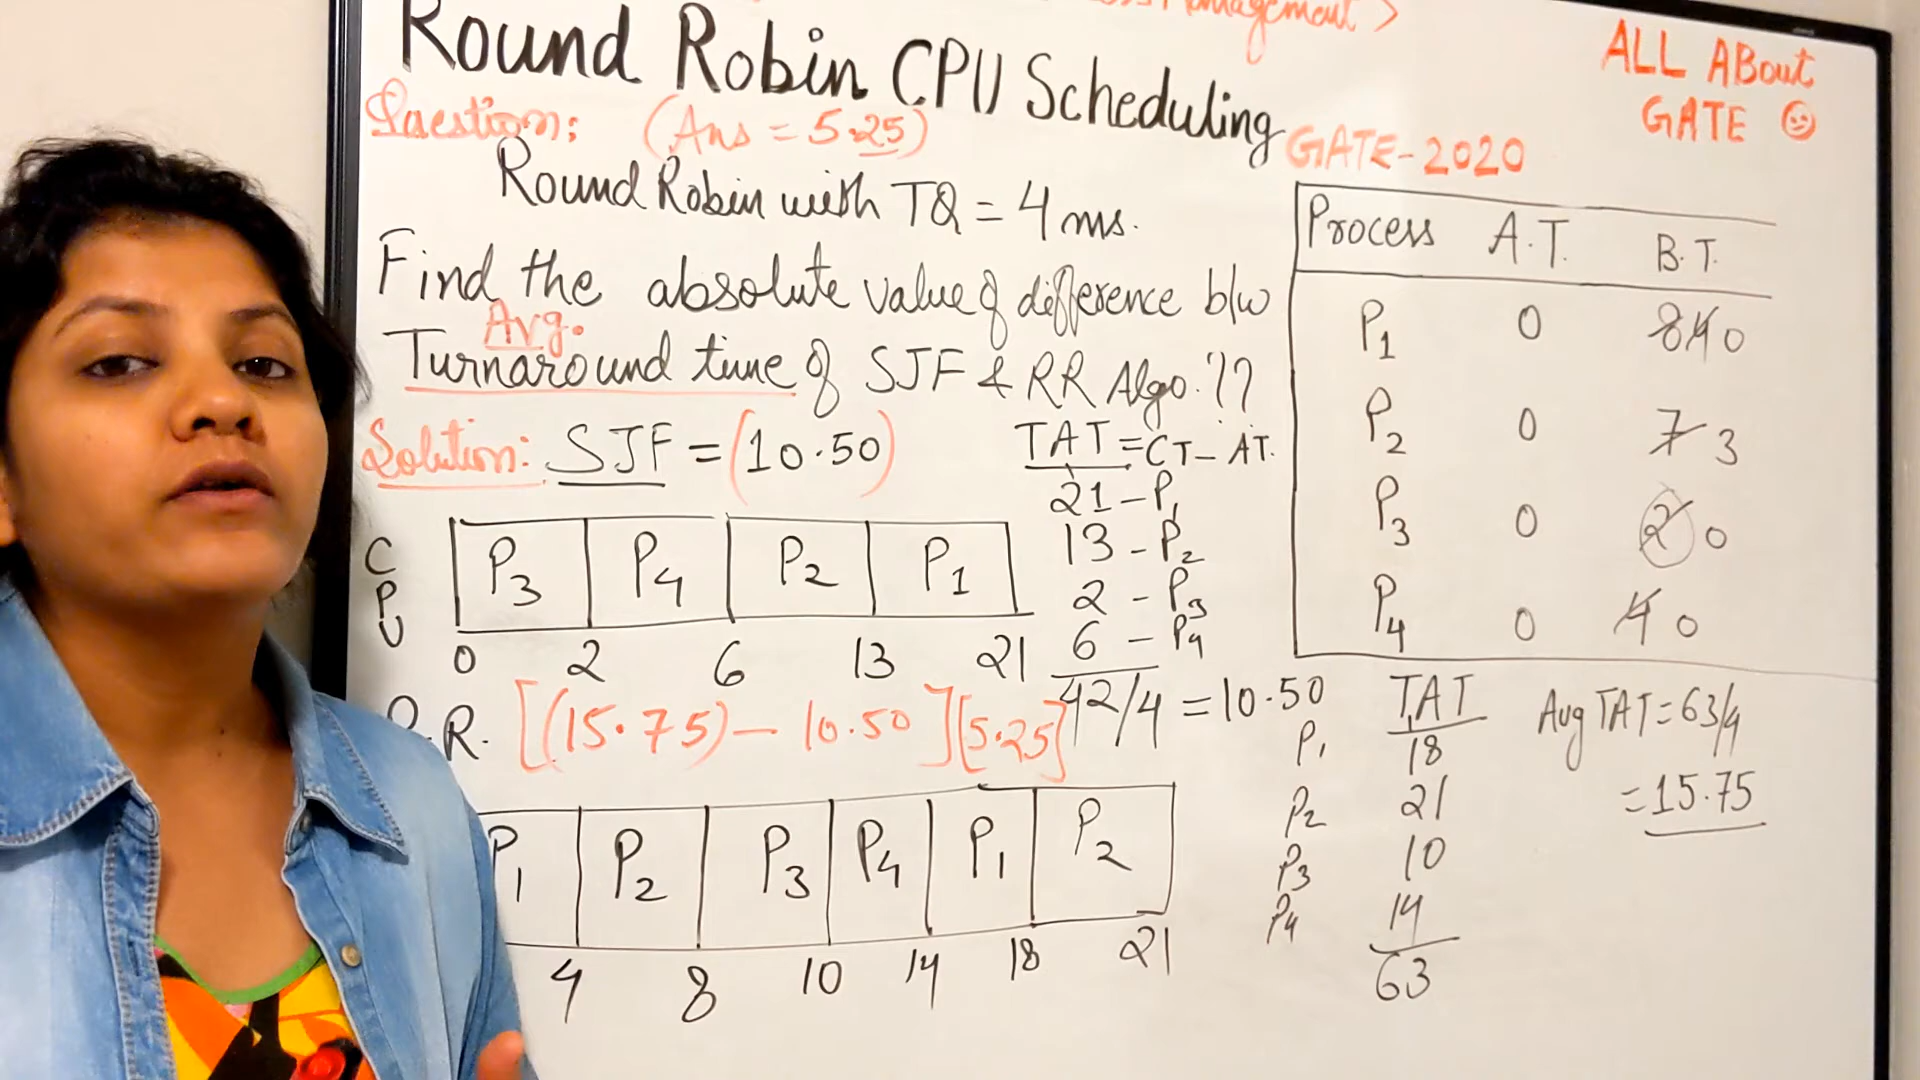 Management >
Round Robin CPU Scheduling
ALL ABout
GATE
Question: (Ans = 5.25)
GATE-2020
Round Robin with TQ = 4 ms.
Find the absolute value of difference b/w
Avg.
Turnaround time of SJF & RR Algo. ??
Process A.T. B.T.
P1 0 8 4 0
P2 0 7 3
P3 0 2 0
P4 0 4 0
Solution: SJF = (10.50)
TAT = CT - AT.
21 - P1
13 - P2
2 - P3
6 - P4
42/4 = 10.50
CPU
P3 P4 P2 P1
0 2 6 13 21
R. [(15.75) - 10.50] [5.25]
P1 P2 P3 P4 P1 P2
4 8 10 14 18 21
TAT
P1 18
P2 21
P3 10
P4 14
63
Avg TAT = 63/4
= 15.75